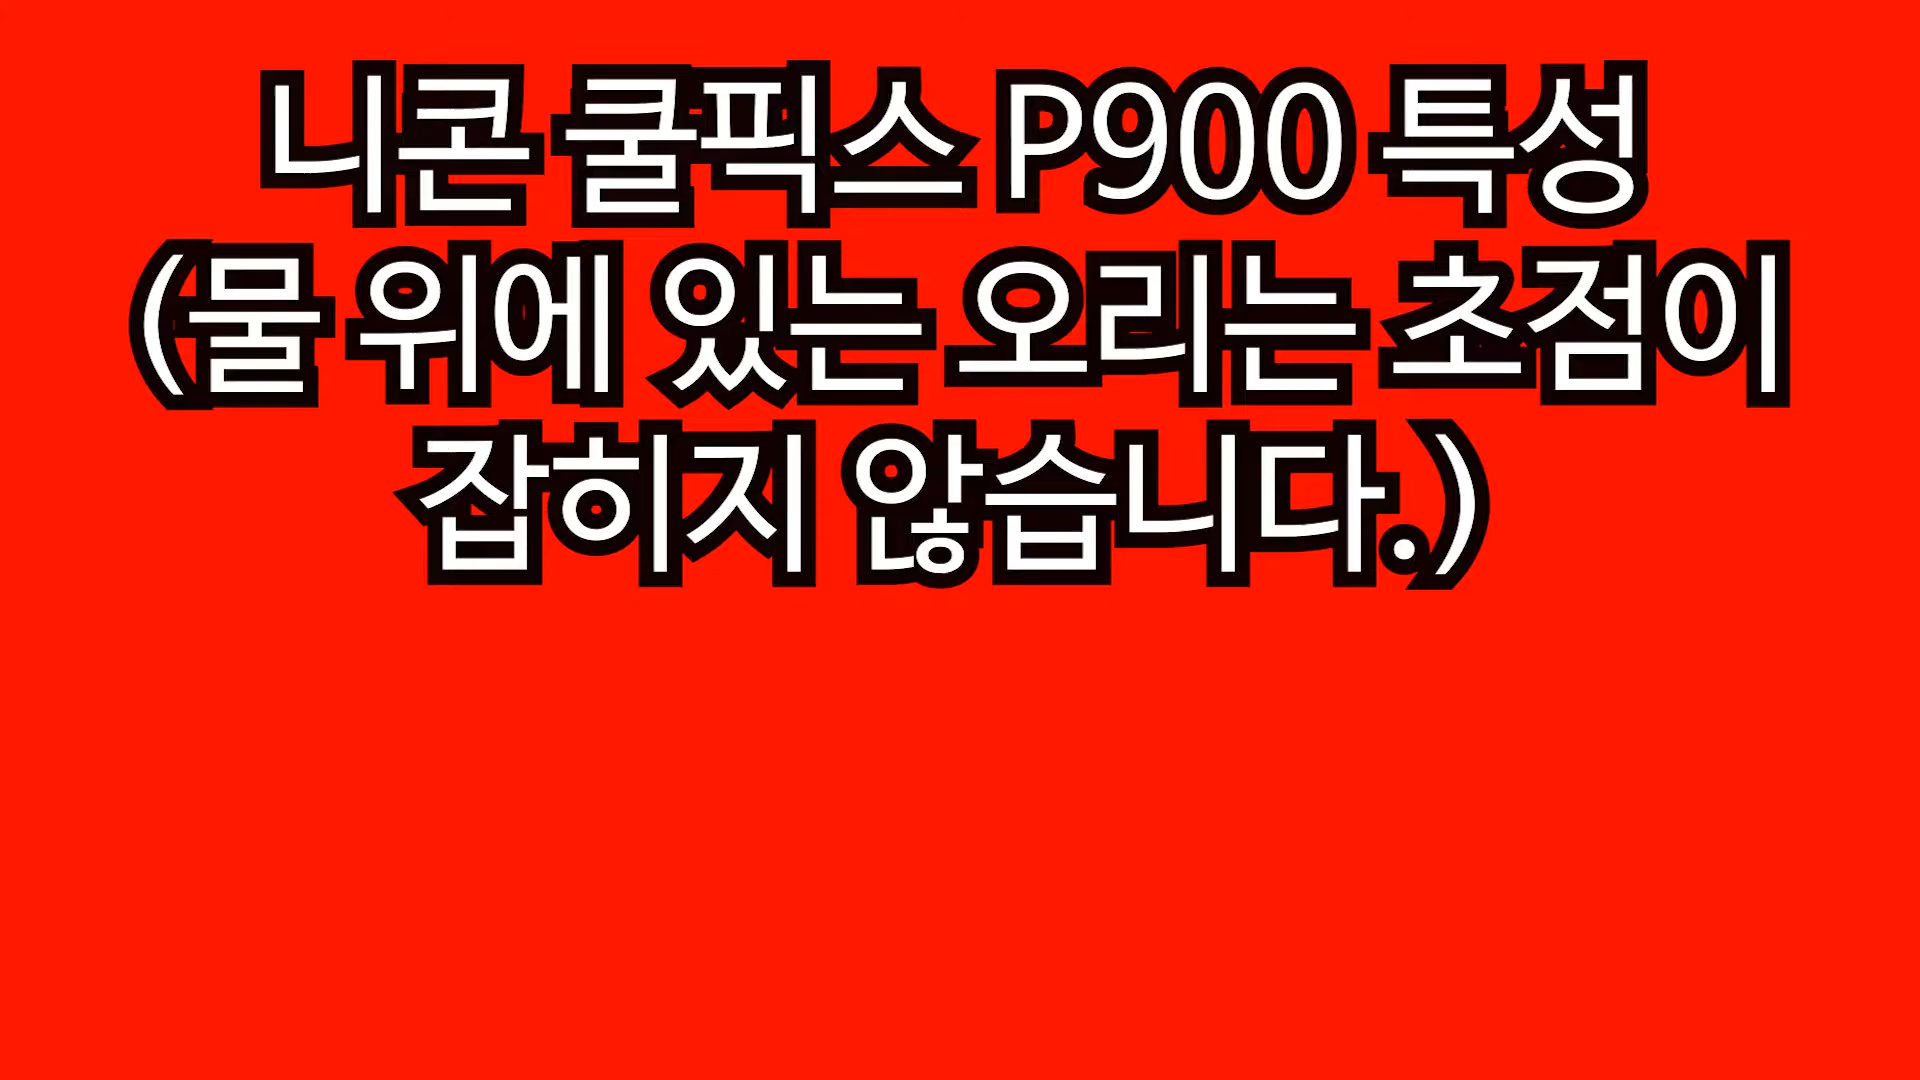 니콘 쿨픽스 P900 특성
(물 위에 있는 오리는 초점이
잡히지 않습니다.)